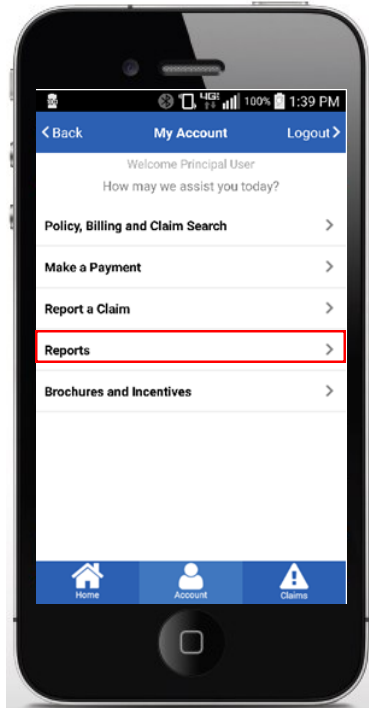 4G 100% 1:39 PM
Back My Account Logout
Welcome Principal User
How may we assist you today?
Policy, Billing and Claim Search
Make a Payment
Report a Claim
Reports
Brochures and Incentives
Home Account Claims